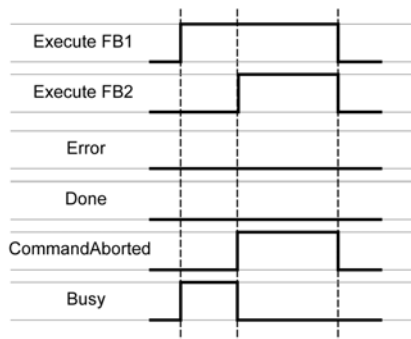 Execute FB1
Execute FB2
Error
Done
CommandAborted
Busy